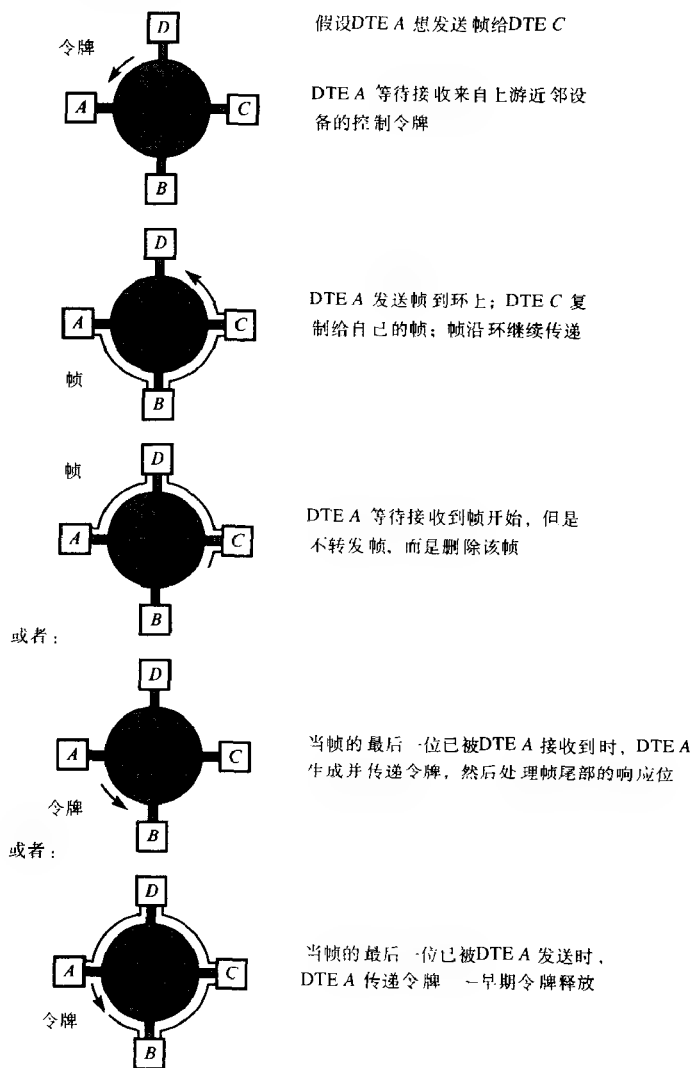 假设DTE A 想发送 帧给DTE C
D
令牌
A
C
DTE A 等待接收来自上游近邻设
备的控制令牌
B
D
DTE A 发送帧到环上；DTE C 复
制给自己的帧；帧沿环继续传递
A
C
帧
B
帧
D
DTE A 等待接收到帧开始，但是
不转发帧，而是删除该帧
A
C
B
或者：
D
当帧的最后一位已被DTE A 接收到时，DTE A
生成并传递令牌，然后处理帧尾部的响应位
A
C
令牌
B
或者：
D
当帧的最后一位已被DTE A 发送时，
DTE A 传递令牌 —早期令牌释放
A
C
令牌
B